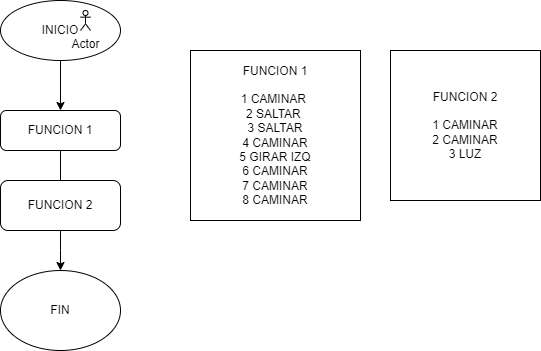 INICIO
Actor
FUNCION 1
FUNCION 2
FIN
FUNCION 1
1 CAMINAR
2 SALTAR
3 SALTAR
4 CAMINAR
5 GIRAR IZQ
6 CAMINAR
7 CAMINAR
8 CAMINAR
FUNCION 2
1 CAMINAR
2 CAMINAR
3 LUZ